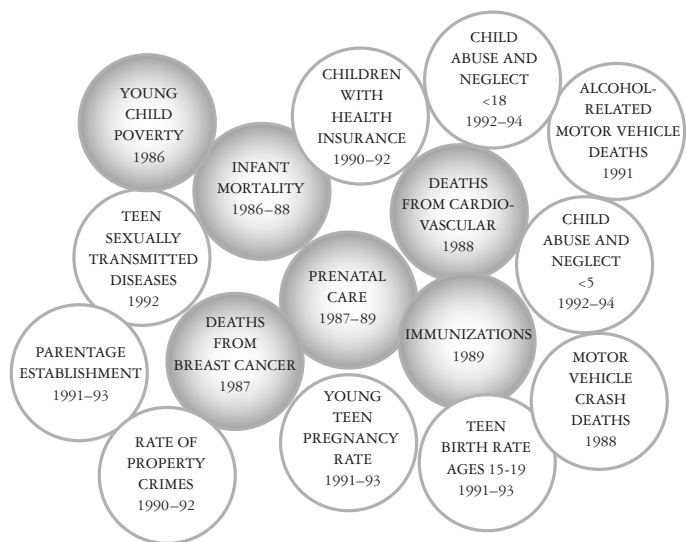 CHILD
ABUSE AND
NEGLECT
<18
1992–94
CHILDREN
WITH
HEALTH
INSURANCE
1990–92
ALCOHOL-
RELATED
MOTOR VEHICLE
DEATHS
1991
YOUNG
CHILD
POVERTY
1986
INFANT
MORTALITY
1986–88
DEATHS
FROM CARDIO-
VASCULAR
1988
TEEN
SEXUALLY
TRANSMITTED
DISEASES
1992
CHILD
ABUSE AND
NEGLECT
<5
1992–94
PRENATAL
CARE
1987–89
DEATHS
FROM
BREAST CANCER
1987
IMMUNIZATIONS
1989
PARENTAGE
ESTABLISHMENT
1991–93
MOTOR
VEHICLE
CRASH
DEATHS
1988
YOUNG
TEEN
PREGNANCY
RATE
1991–93
TEEN
BIRTH RATE
AGES 15-19
1991–93
RATE OF
PROPERTY
CRIMES
1990–92